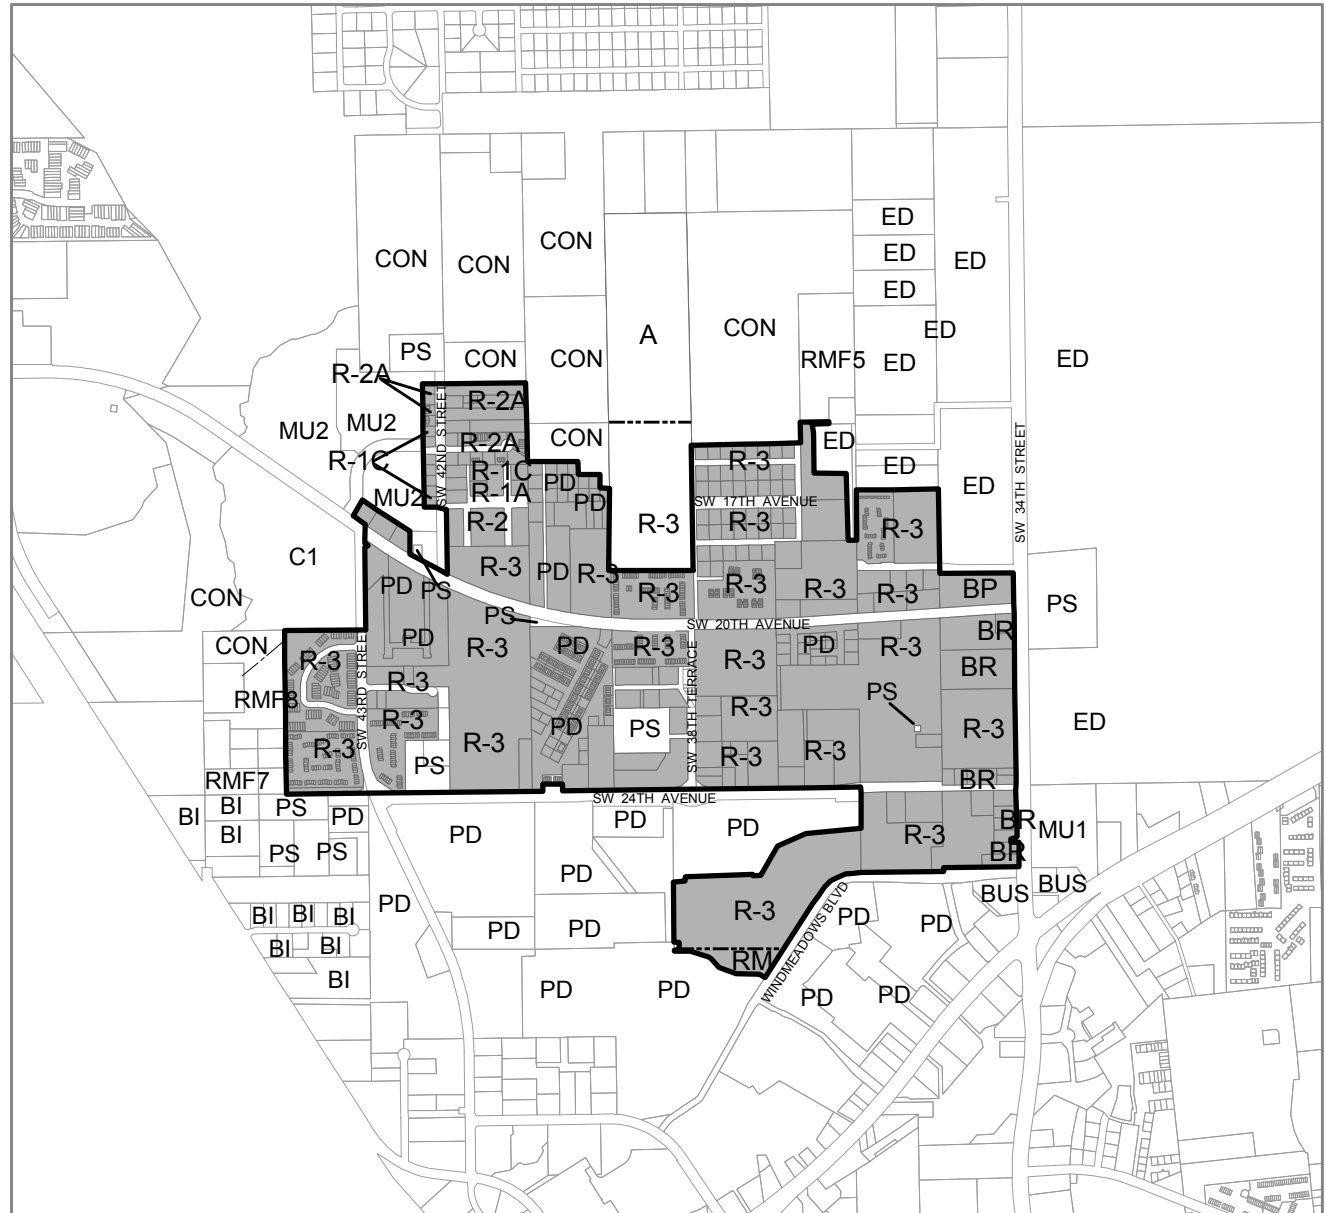 ED
CON
CON
CON
ED
ED
ED
A
CON
ED
PS
CON
CON
RMF5
ED
ED
R-2A
R-2A
MU2
MU2
SW 42ND STREET
R-2A
CON
ED
ED
R-1C
R-1C
R-3
SW 34TH STREET
MU2
R-1A
PD
PD
SW 17TH AVENUE
R-2
R-3
R-3
R-3
C1
R-3
PD
PS
PD
R-3
R-3
R-3
R-3
R-3
BP
CON
PS
PS
SW 20TH AVENUE
CON
PD
R-3
PD
R-3
PD
R-3
BR
R-3
SW 43RD STREET
R-3
SW 38TH TERRACE
R-3
BR
RMF8
R-3
R-3
PS
R-3
PD
PS
R-3
ED
R-3
R-3
PS
R-3
R-3
RMF7
BR
BI
BI
PS
PD
SW 24TH AVENUE
BI
PD
PD
PD
R-3
BR
MU1
PS
PS
BR
PD
BUS
BUS
BI
BI
BI
PD
PD
PD
R-3
PD
PD
BI
BI
RM
WINDMEADOWS BLVD
BI
PD
PD
PD
PD